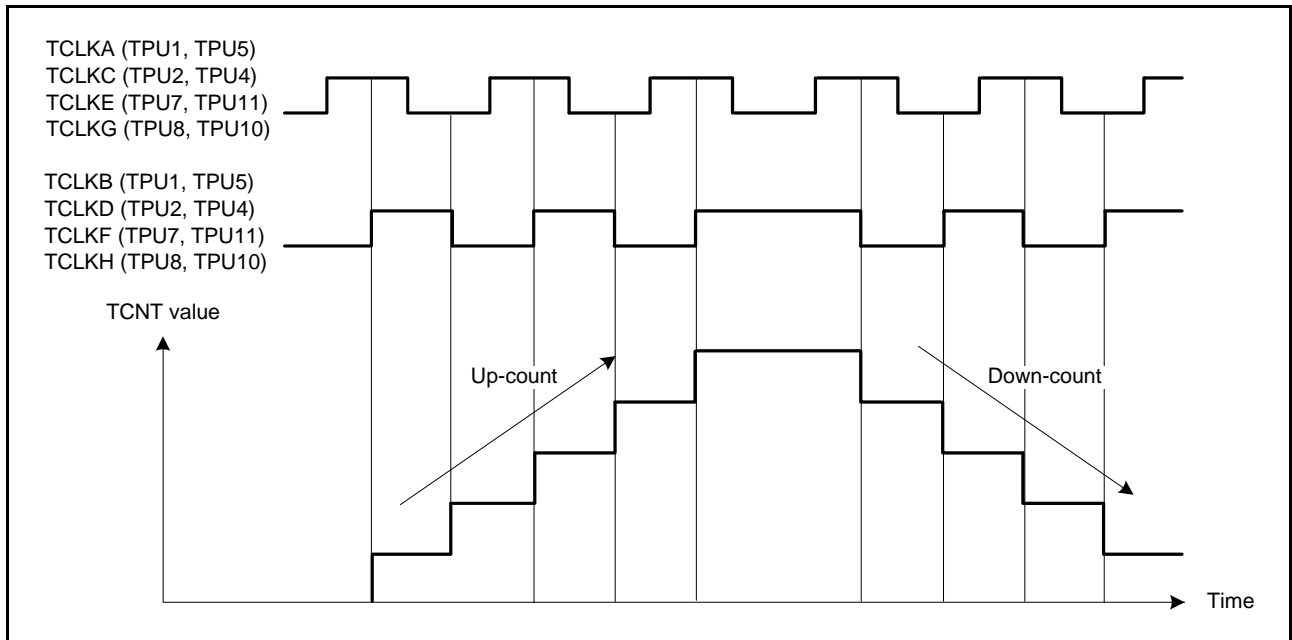 TCLKA (TPU1, TPU5)
TCLKC (TPU2, TPU4)
TCLKE (TPU7, TPU11)
TCLKG (TPU8, TPU10)
TCLKB (TPU1, TPU5)
TCLKD (TPU2, TPU4)
TCLKF (TPU7, TPU11)
TCLKH (TPU8, TPU10)
TCNT value
Up-count
Down-count
Time